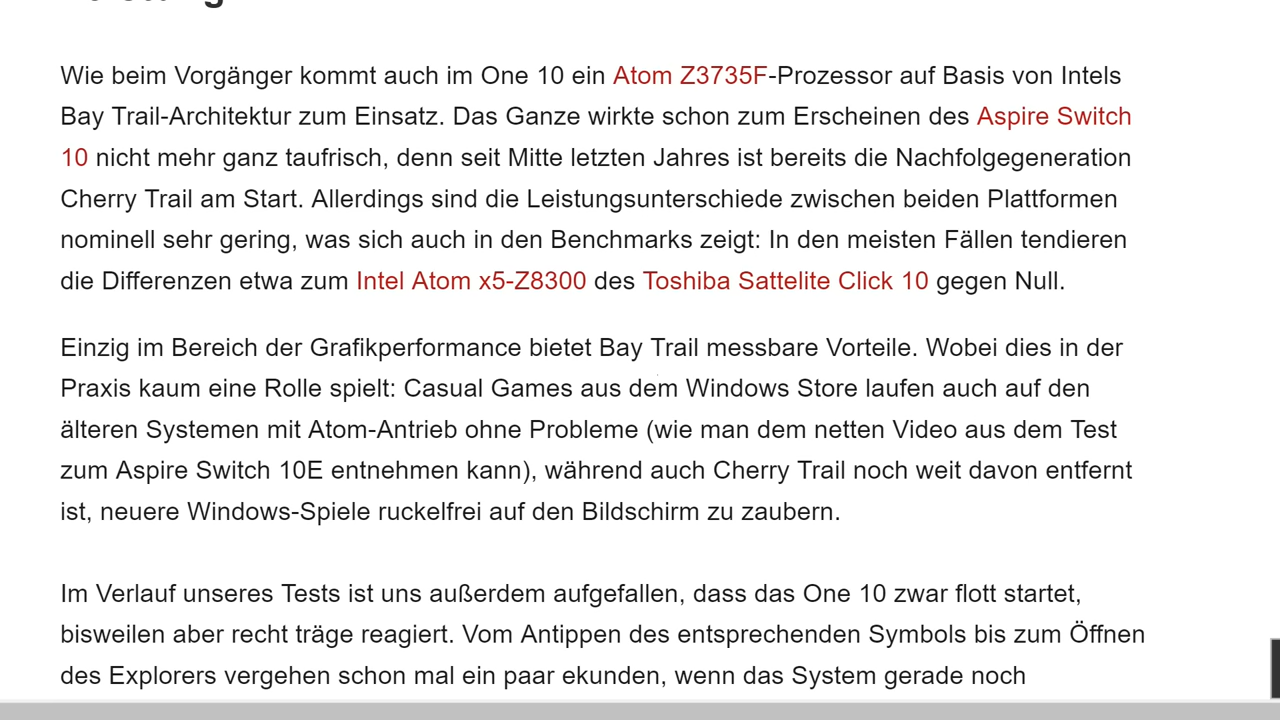 Wie beim Vorgänger kommt auch im One 10 ein Atom Z3735F-Prozessor auf Basis von Intels
Bay Trail-Architektur zum Einsatz. Das Ganze wirkte schon zum Erscheinen des Aspire Switch
10 nicht mehr ganz taufrisch, denn seit Mitte letzten Jahres ist bereits die Nachfolgegeneration
Cherry Trail am Start. Allerdings sind die Leistungsunterschiede zwischen beiden Plattformen
nominell sehr gering, was sich auch in den Benchmarks zeigt: In den meisten Fällen tendieren
die Differenzen etwa zum Intel Atom x5-Z8300 des Toshiba Sattelite Click 10 gegen Null.
Einzig im Bereich der Grafikperformance bietet Bay Trail messbare Vorteile. Wobei dies in der
Praxis kaum eine Rolle spielt: Casual Games aus dem Windows Store laufen auch auf den
älteren Systemen mit Atom-Antrieb ohne Probleme (wie man dem netten Video aus dem Test
zum Aspire Switch 10E entnehmen kann), während auch Cherry Trail noch weit davon entfernt
ist, neuere Windows-Spiele ruckelfrei auf den Bildschirm zu zaubern.
Im Verlauf unseres Tests ist uns außerdem aufgefallen, dass das One 10 zwar flott startet,
bisweilen aber recht träge reagiert. Vom Antippen des entsprechenden Symbols bis zum Öffnen
des Explorers vergehen schon mal ein paar ekunden, wenn das System gerade noch